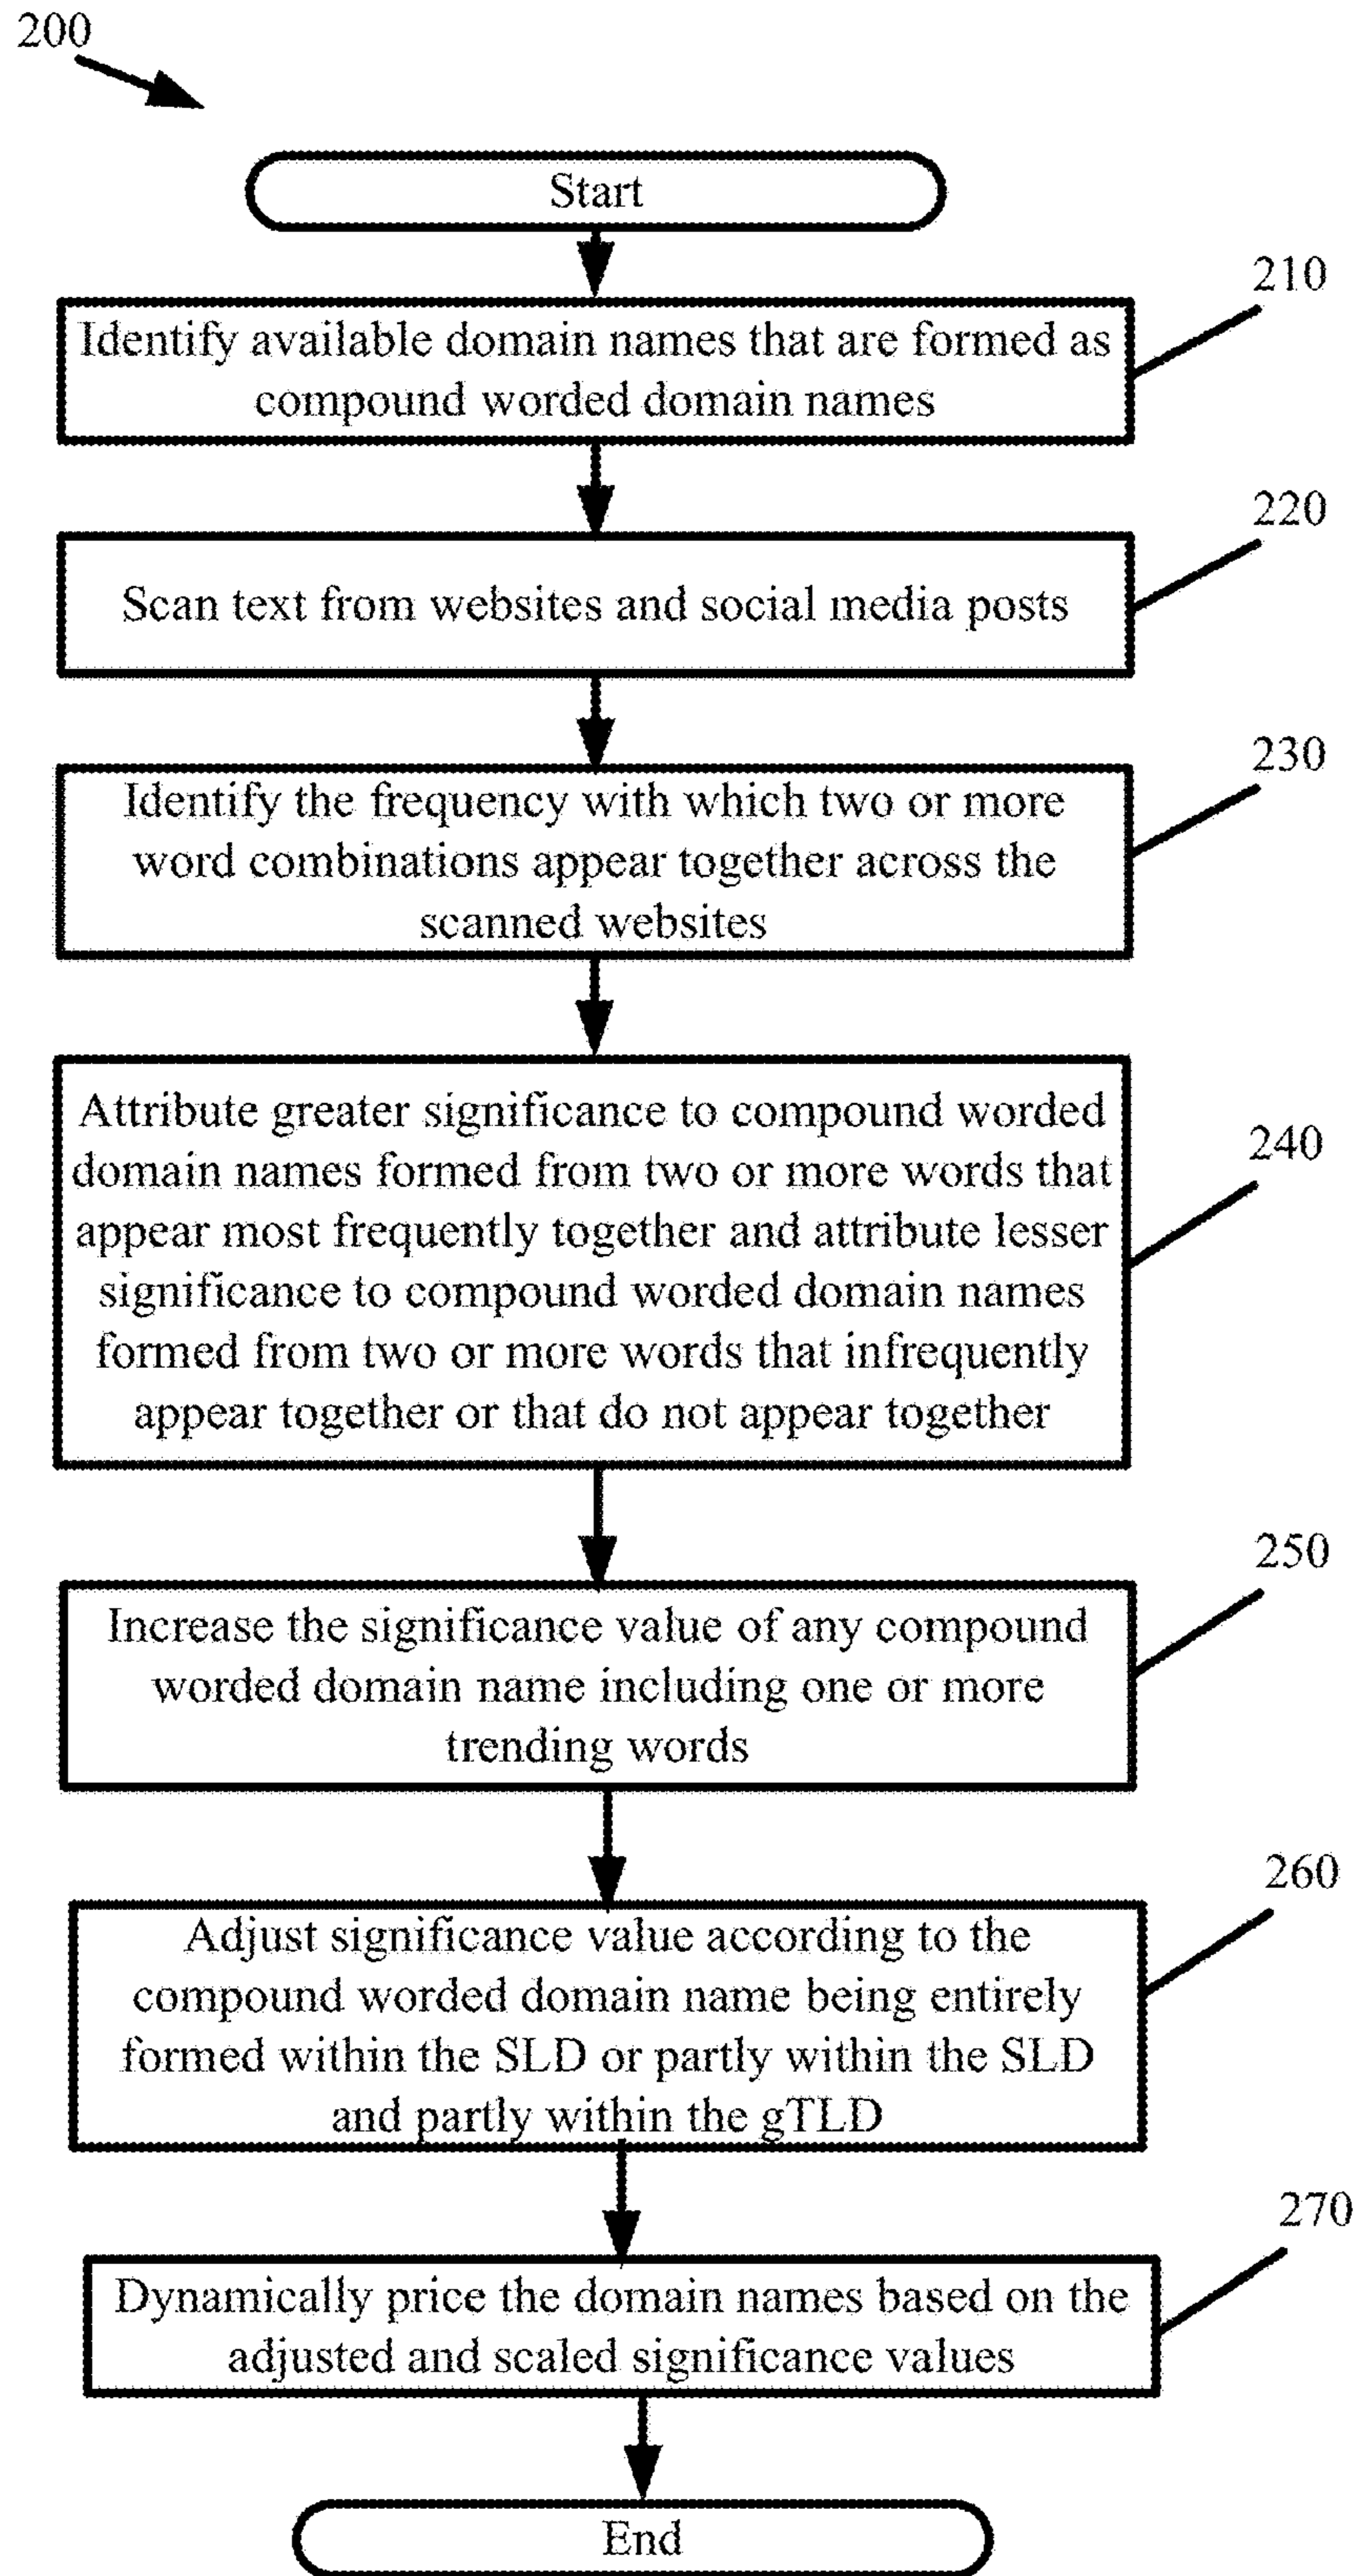 200
Start
210
Identify available domain names that are formed as
compound worded domain names
220
Scan text from websites and social media posts
230
Identify the frequency with which two or more
word combinations appear together across the
scanned websites
240
Attribute greater significance to compound worded
domain names formed from two or more words that
appear most frequently together and attribute lesser
significance to compound worded domain names
formed from two or more words that infrequently
appear together or that do not appear together
250
Increase the significance value of any compound
worded domain name including one or more
trending words
260
Adjust significance value according to the
compound worded domain name being entirely
formed within the SLD or partly within the SLD
and partly within the gTLD
270
Dynamically price the domain names based on the
adjusted and scaled significance values
End